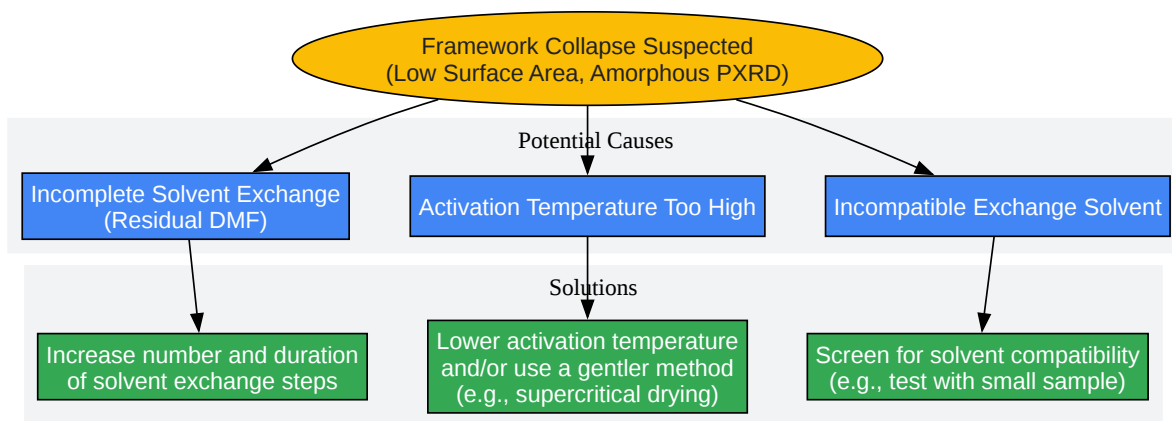 Framework Collapse Suspected
(Low Surface Area, Amorphous PXRD)
Potential Causes
Incomplete Solvent Exchange
(Residual DMF)
Activation Temperature Too High
Incompatible Exchange Solvent
Solutions
Increase number and duration
of solvent exchange steps
Lower activation temperature
and/or use a gentler method
(e.g., supercritical drying)
Screen for solvent compatibility
(e.g., test with small sample)